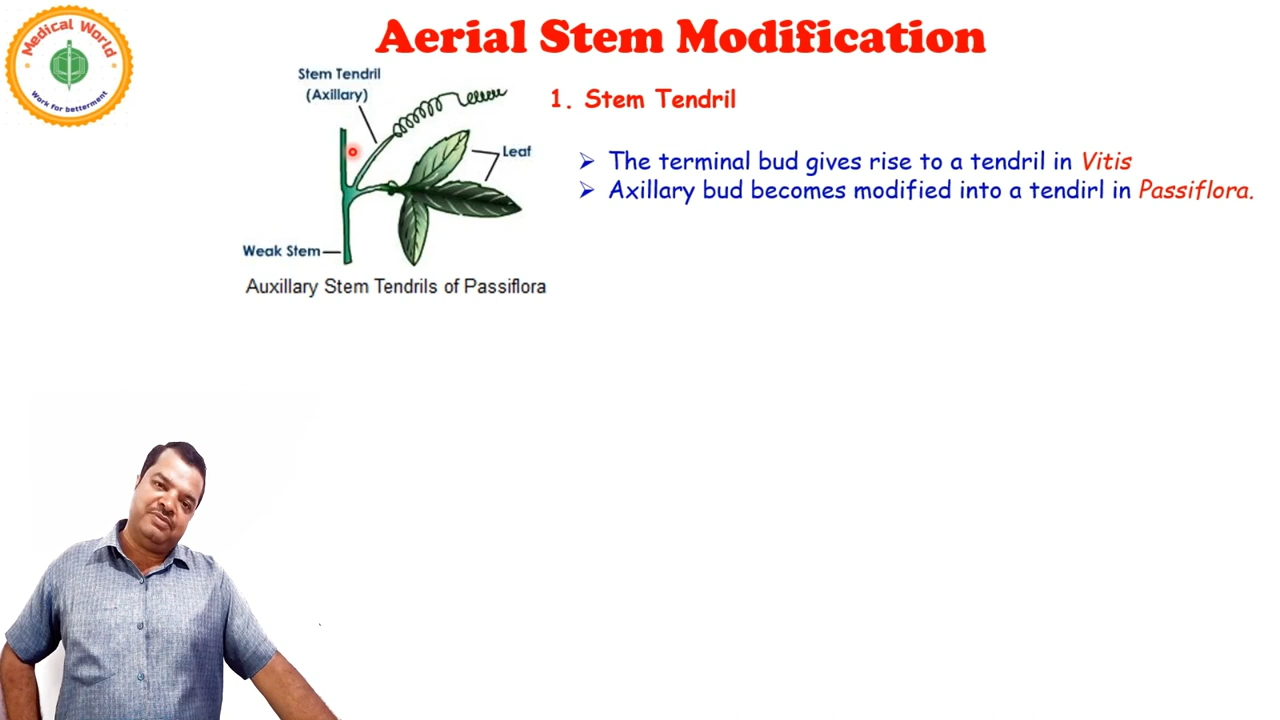 Medical World
Work for betterment
Aerial Stem Modification
Stem Tendril
(Axillary)
Leaf
Weak Stem
Auxillary Stem Tendrils of Passiflora
1. Stem Tendril
➢ The terminal bud gives rise to a tendril in Vitis
➢ Axillary bud becomes modified into a tendirl in Passiflora.